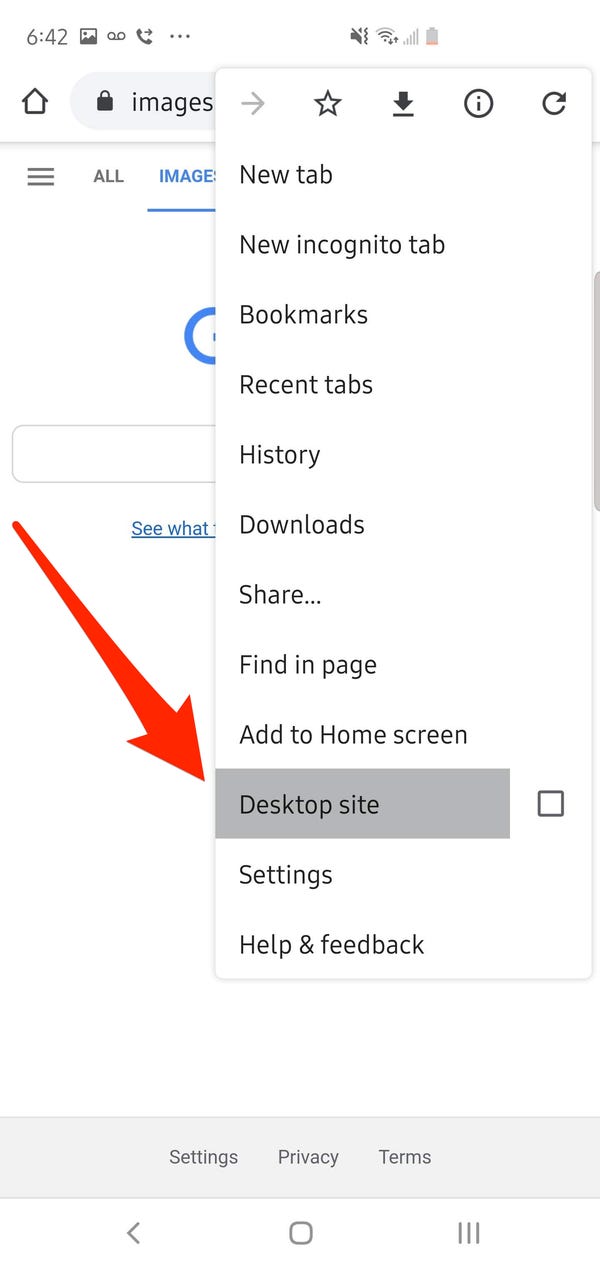 6:42
images
ALL IMAGES
New tab
New incognito tab
Bookmarks
Recent tabs
History
See what
Downloads
Share...
Find in page
Add to Home screen
Desktop site
Settings
Help & feedback
Settings Privacy Terms